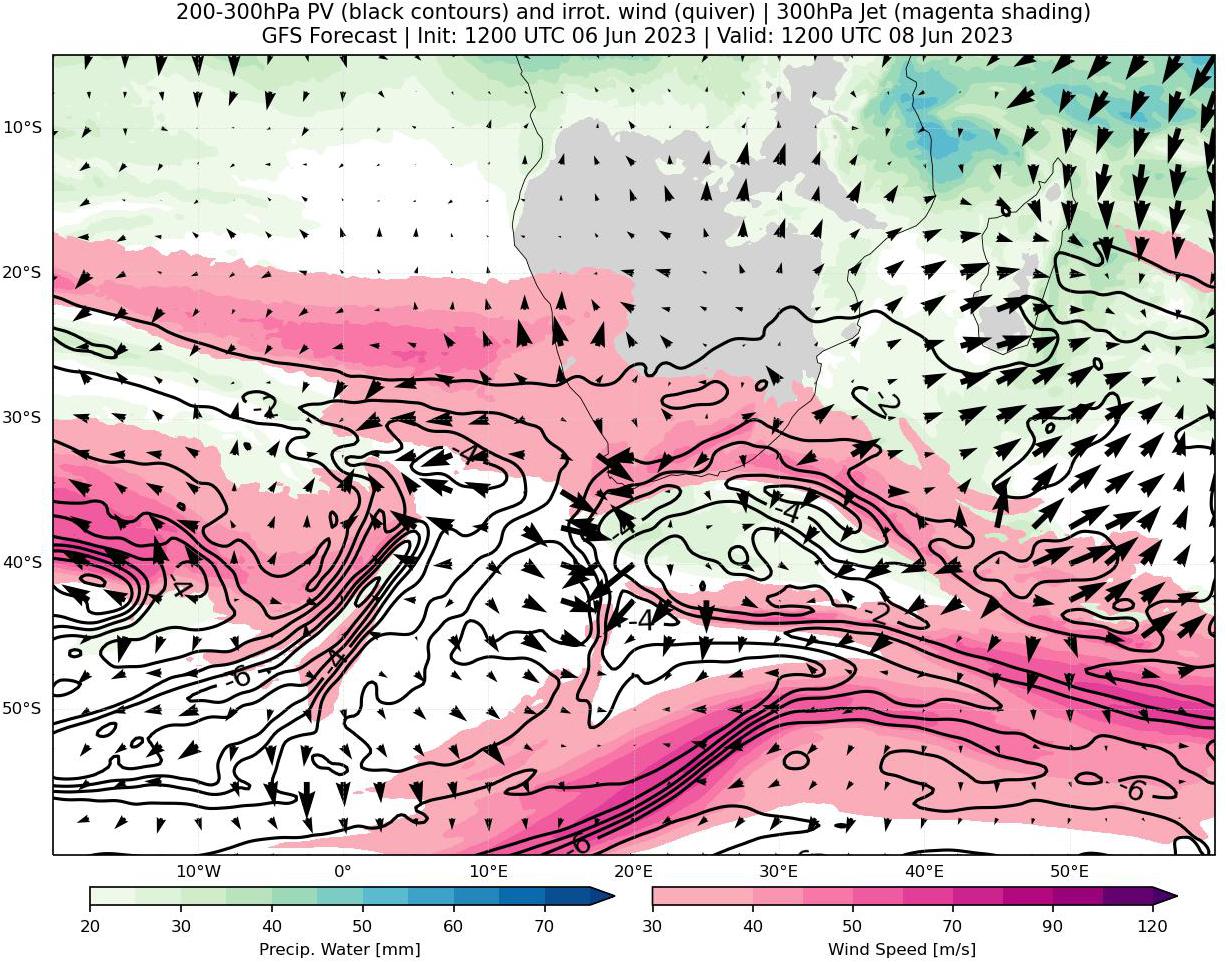 200-300hPa PV (black contours) and irrot. wind (quiver) | 300hPa Jet (magenta shading)
GFS Forecast | Init: 1200 UTC 06 Jun 2023 | Valid: 1200 UTC 08 Jun 2023
10°S
20°S
30°S
40°S
50°S
-2
-2
-4
-4
-4
-4
-2
-4
-6
-4
-6
-6
10°W
0°
10°E
20°E
30°E
40°E
50°E
20
30
40
50
60
70
30
40
50
70
90
120
Precip. Water [mm]
Wind Speed [m/s]